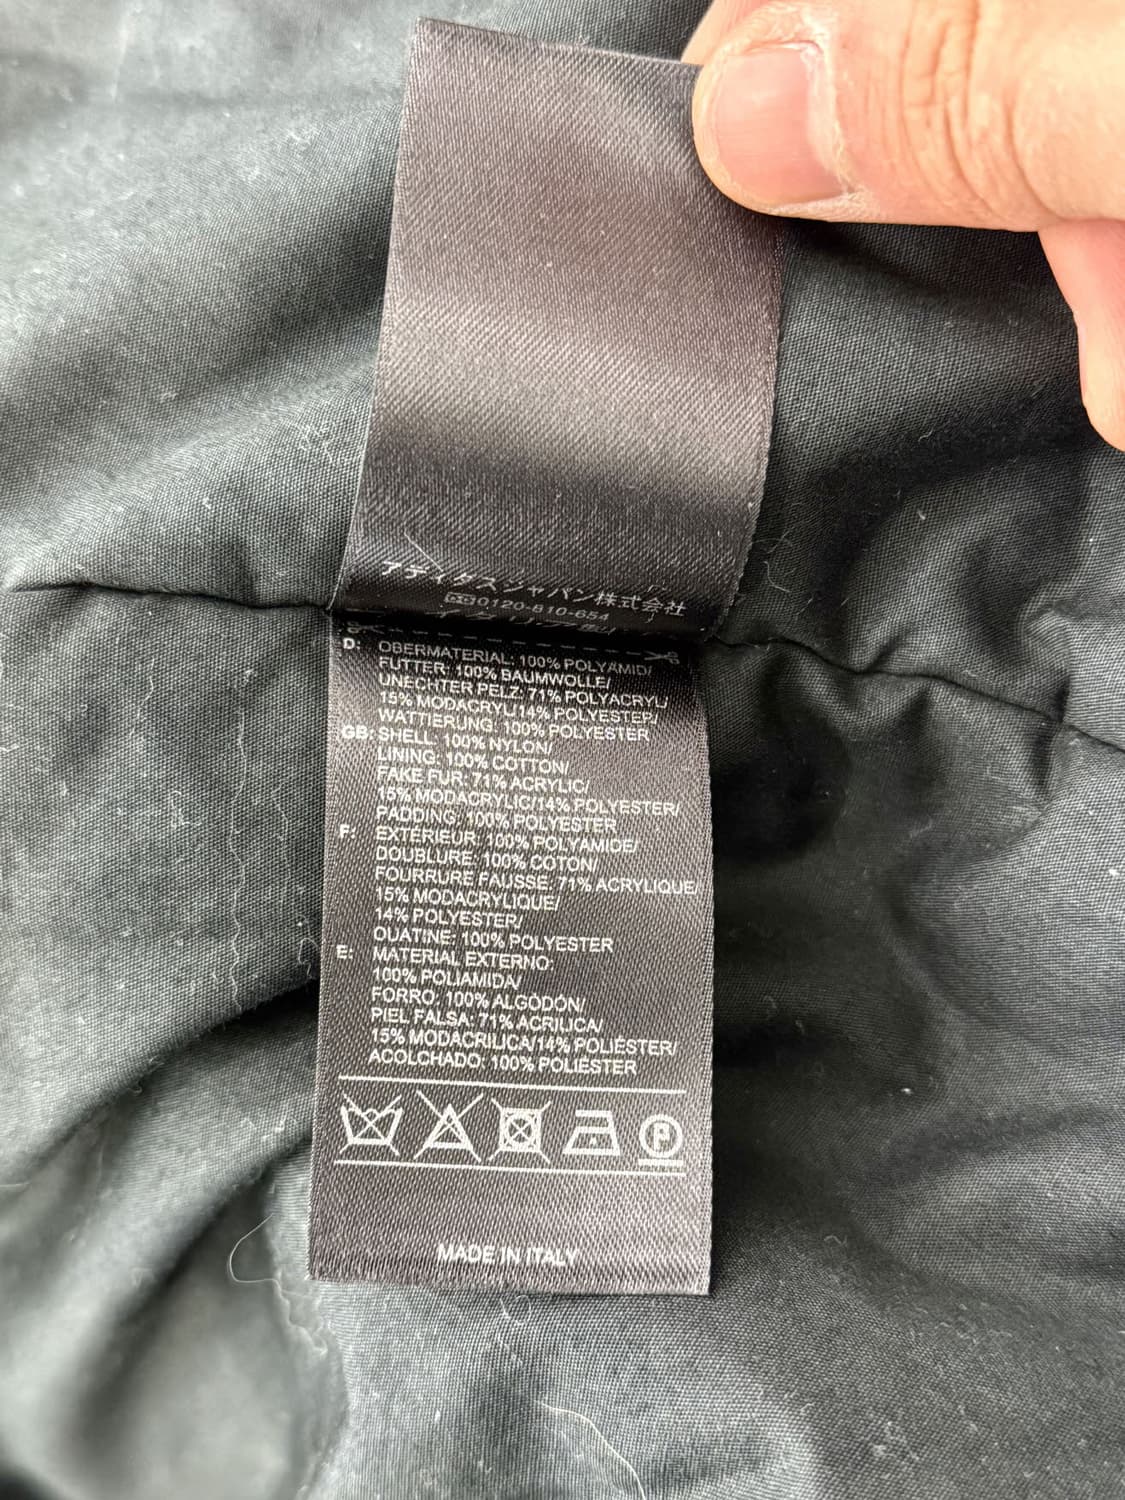 アディダスジャパン株式会社
0120-810-654
D: OBERMATERIAL: 100% POLYAMID/
FUTTER: 100% BAUMWOLLE/
UNECHTER PELZ: 71% POLYACRYL/
15% MODACRYL/14% POLYESTER/
WATTIERUNG: 100% POLYESTER
GB: SHELL: 100% NYLON/
LINING: 100% COTTON/
FAKE FUR: 71% ACRYLIC/
15% MODACRYLIC/14% POLYESTER/
PADDING: 100% POLYESTER
F: EXTERIEUR: 100% POLYAMIDE/
DOUBLURE: 100% COTON/
FOURRURE FAUSSE: 71% ACRYLIQUE/
15% MODACRYLIQUE/
14% POLYESTER/
OUATINE: 100% POLYESTER
E: MATERIAL EXTERNO:
100% POLIAMIDA/
FORRO: 100% ALGODÓN/
PIEL FALSA: 71% ACRILICA/
15% MODACRILICA/14% POLIÉSTER/
ACOLCHADO: 100% POLIÉSTER
P
MADE IN ITALY